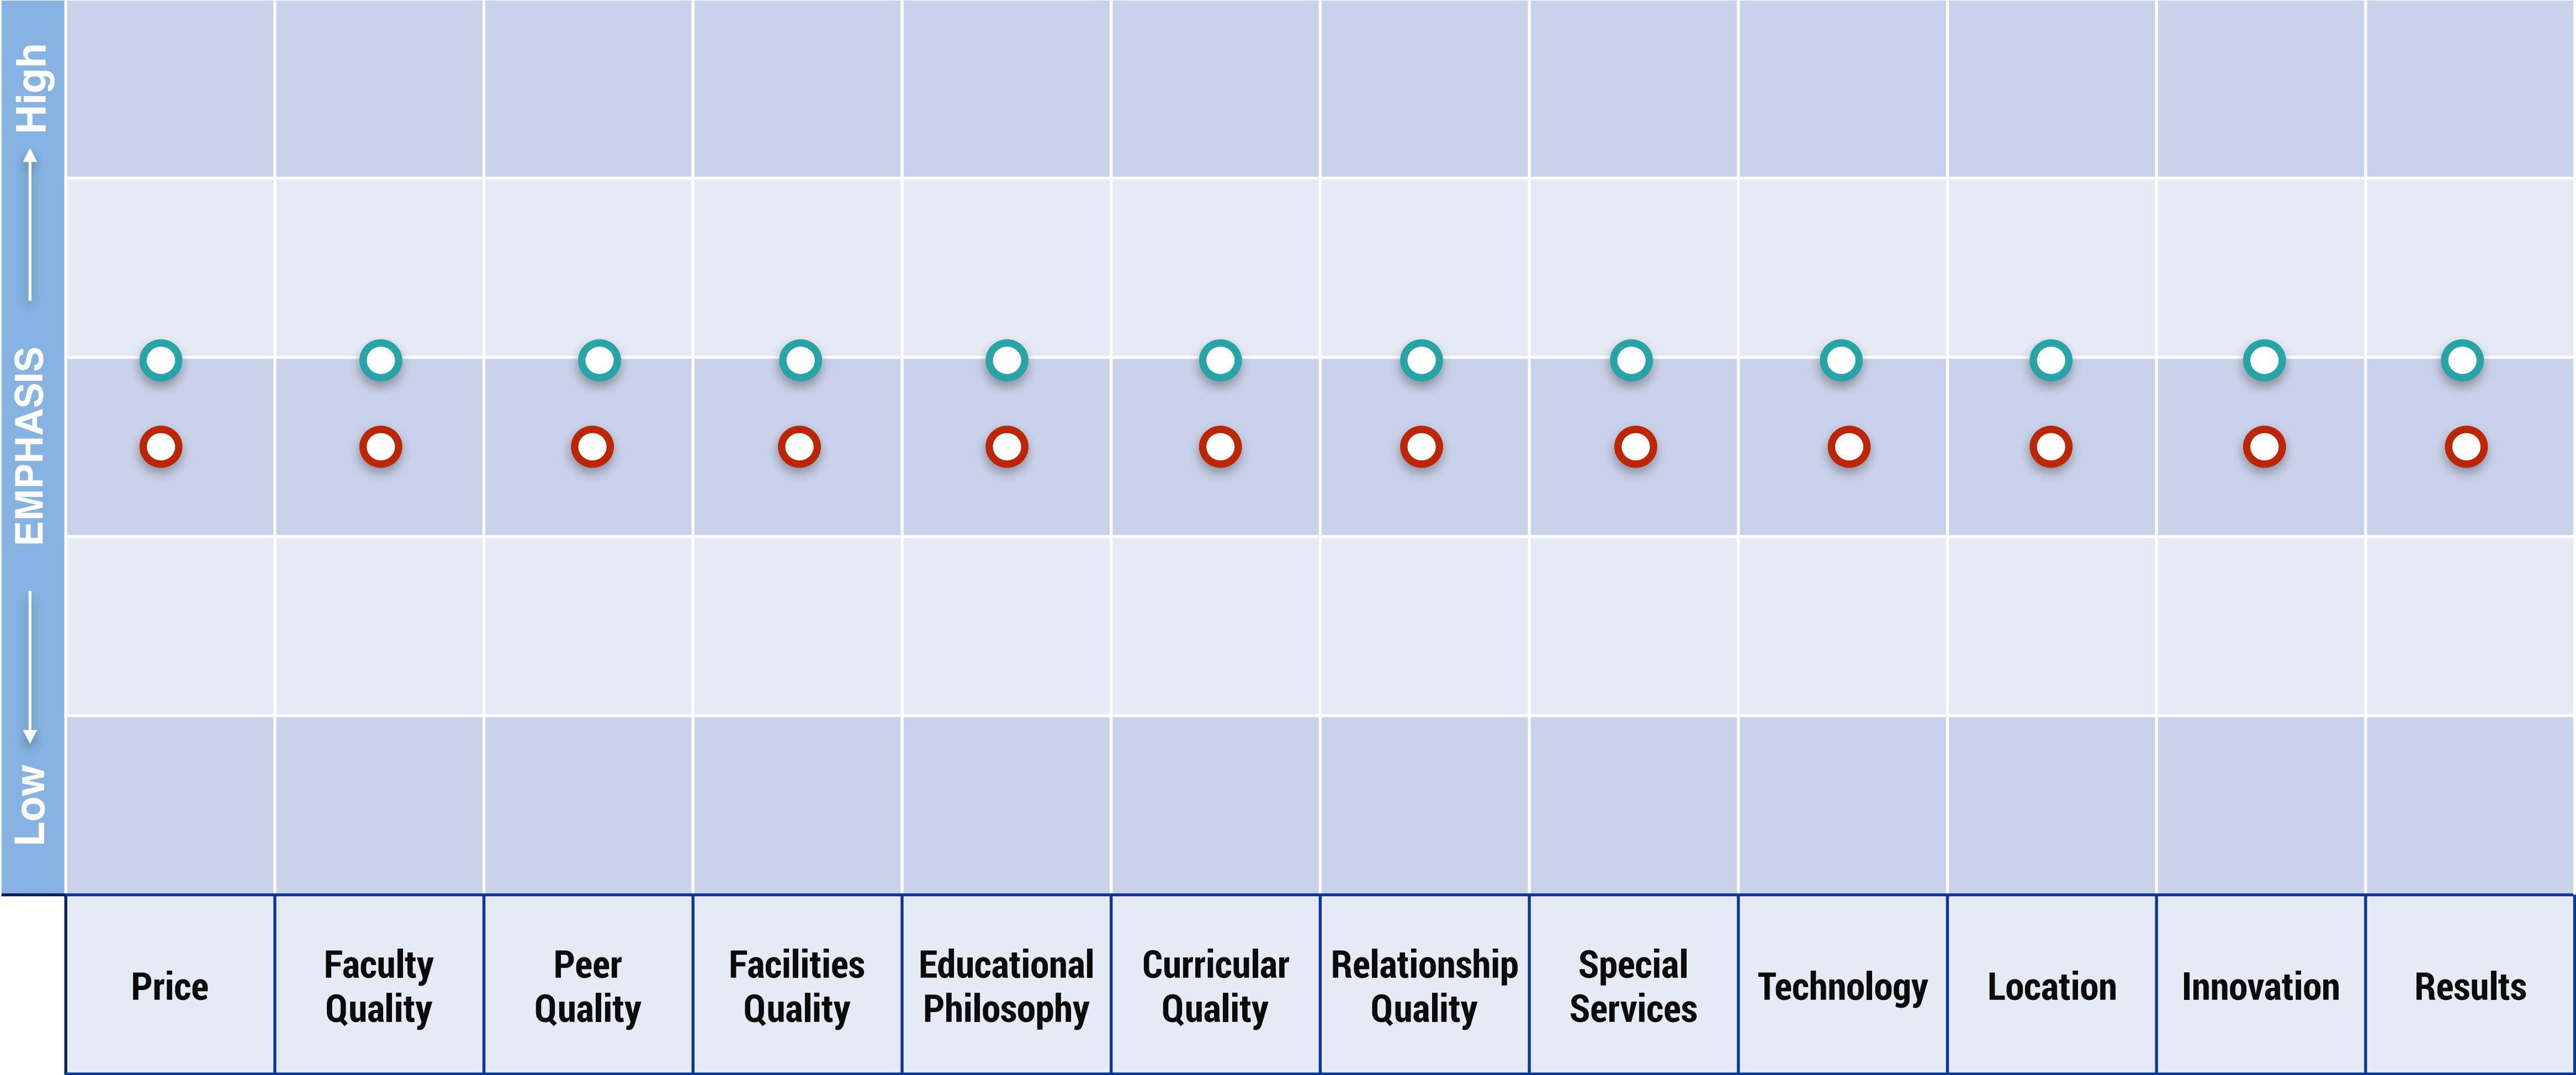 High
EMPHASIS
Low
Price
Faculty
Quality
Peer
Quality
Facilities
Quality
Educational
Philosophy
Curricular
Quality
Relationship
Quality
Special
Services
Technology
Location
Innovation
Results